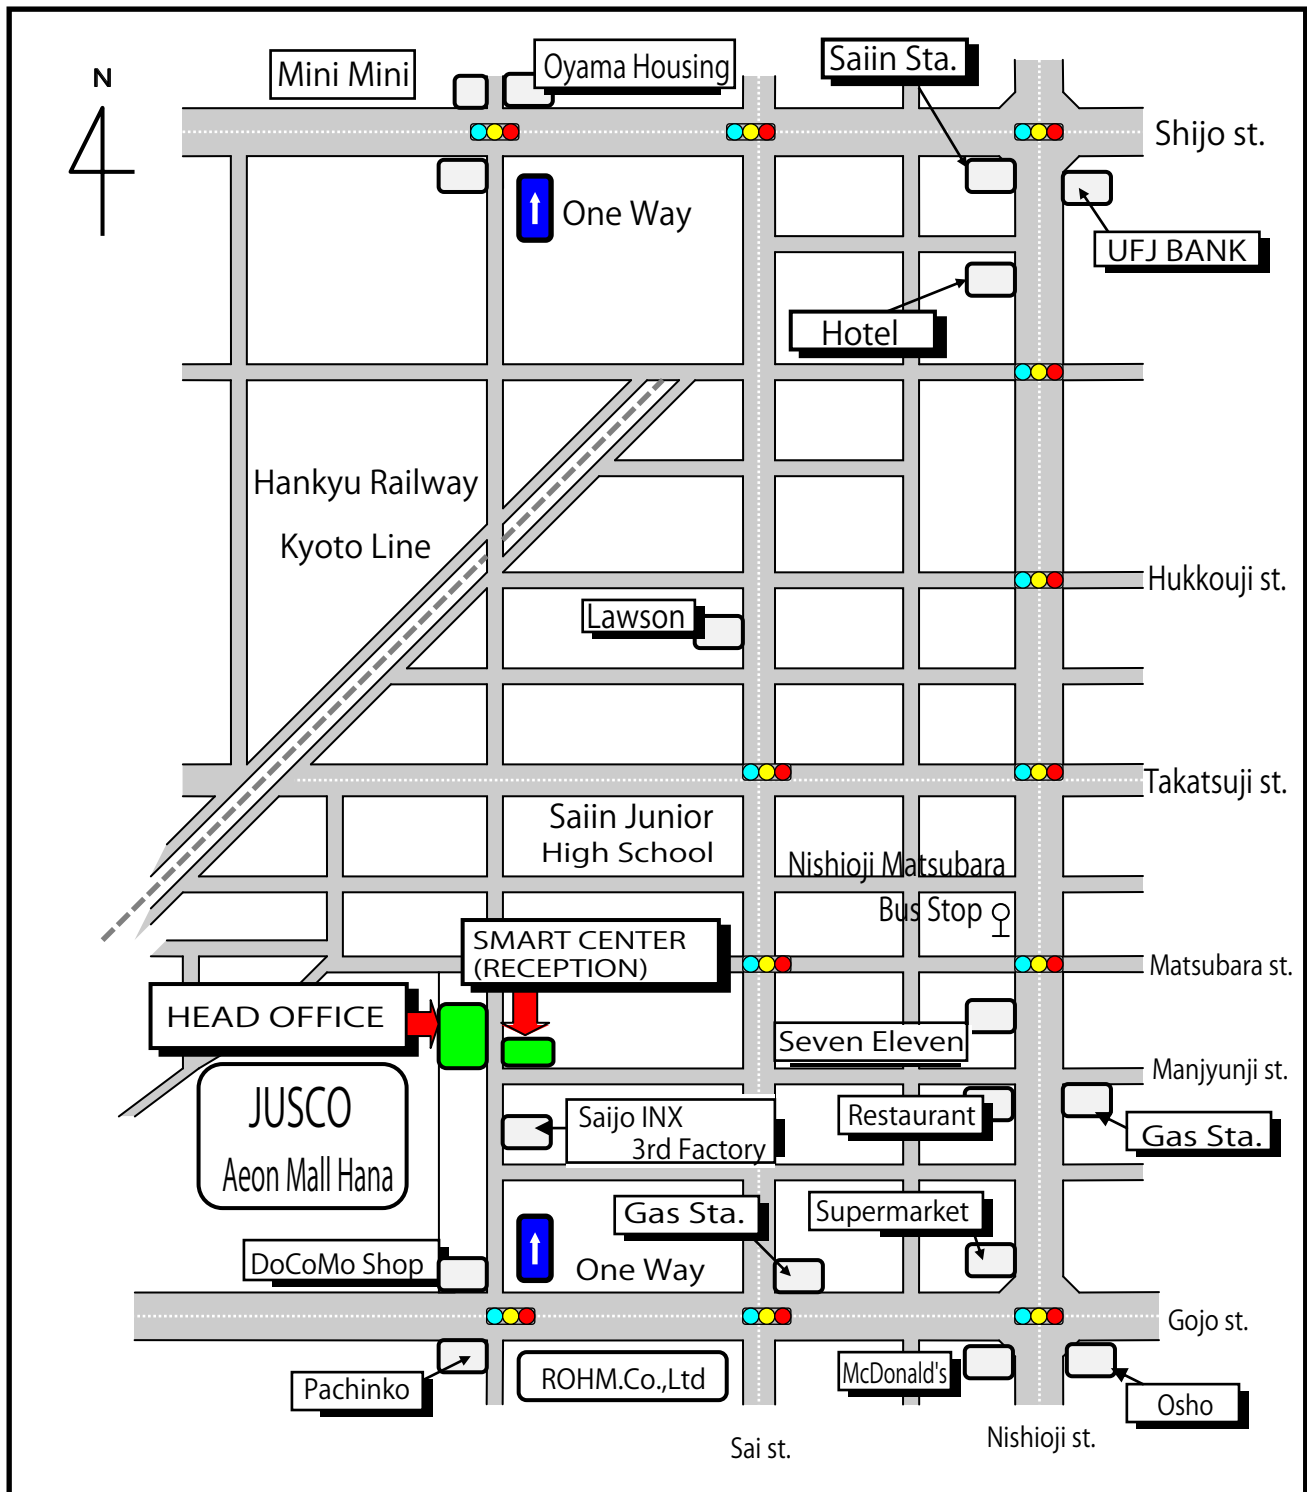 Mini Mini
Oyama Housing
Saiin Sta.
N
Shijo st.
One Way
UFJ BANK
Hotel
Hankyu Railway
Kyoto Line
Hukkouji st.
Lawson
Takatsuji st.
Saiin Junior
High School
Nishioji Matsubara
Bus Stop
SMART CENTER
(RECEPTION)
Matsubara st.
HEAD OFFICE
Seven Eleven
Manjyunji st.
JUSCO
Aeon Mall Hana
Saijo INX
3rd Factory
Restaurant
Gas Sta.
Gas Sta.
Supermarket
DoCoMo Shop
One Way
Gojo st.
Pachinko
ROHM.Co.,Ltd
McDonald's
Osho
Sai st.
Nishioji st.